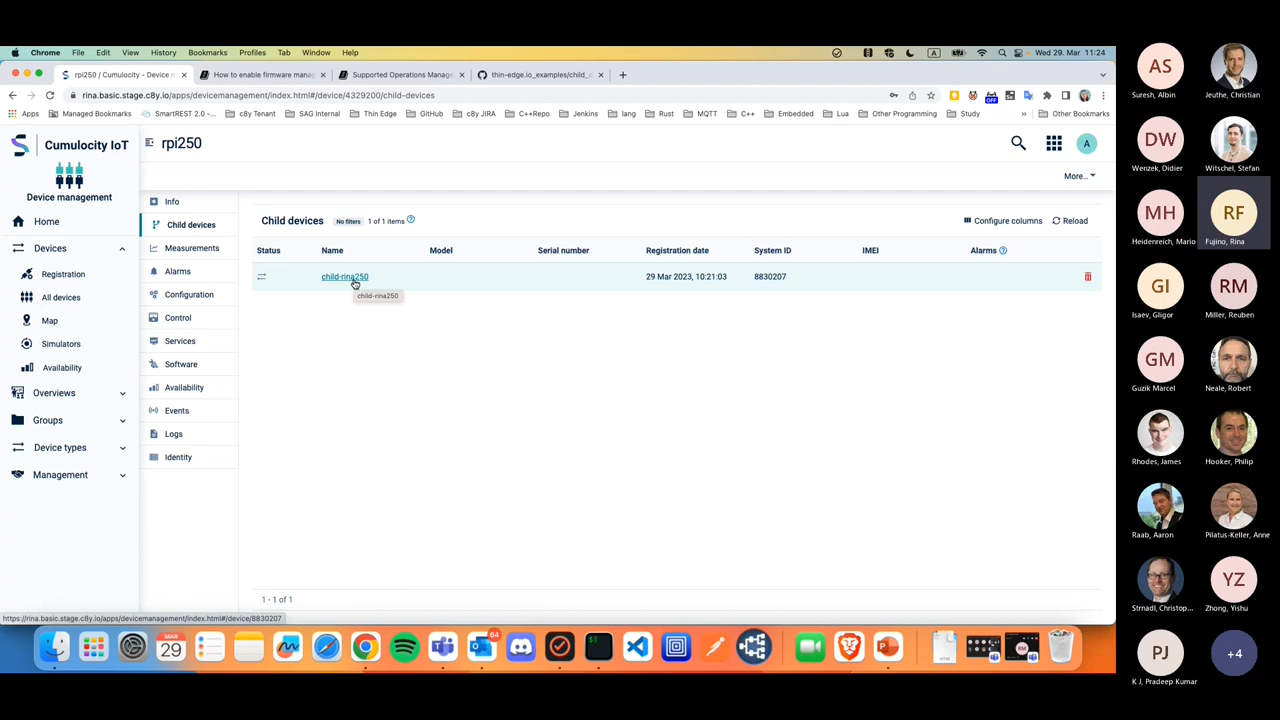 Chrome File Edit View History Bookmarks Profiles Tab Window Help
A
Wed 29. Mar 11:24
rpi250 / Cumulocity - Device m
How to enable firmware mana
Supported Operations Manage
thin-edge.io_examples/child_c
rina.basic.stage.c8y.io/apps/devicemanagement/index.html#/device/4329200/child-devices
OFF
Apps Managed Bookmarks SmartREST 2.0 -... c8y Tenant SAG Internal Thin Edge GitHub c8y JIRA C++Repo Jenkins lang Rust MQTT C++ Embedded Lua Other Programming Study » Other Bookmarks
Cumulocity IoT
Device management
Home
Devices
Registration
All devices
Map
Simulators
Availability
Overviews
Groups
Device types
Management
rpi250
A
More...
Info
Child devices
Measurements
Alarms
Configuration
Control
Services
Software
Availability
Events
Logs
Identity
Child devices No filters 1 of 1 items
Configure columns Reload
Status Name Model Serial number Registration date System ID IMEI Alarms
child-rina250 29 Mar 2023, 10:21:03 8830207
child-rina250
1 - 1 of 1
https://rina.basic.stage.c8y.io/apps/devicemanagement/index.html#/device/8830207
MAR
29
64
AS
Suresh, Albin
Jeuthe, Christian
DW
Wenzek, Didier
Witschel, Stefan
MH
Heidenreich, Mario
RF
Fujino, Rina
GI
Isaev, Gligor
RM
Miller, Reuben
GM
Guzik Marcel
Neale, Robert
Rhodes, James
Hooker, Philip
Raab, Aaron
Pilatus-Keller, Anne
Strnadl, Christop...
YZ
Zhong, Yishu
PJ
K J, Pradeep Kumar
+4